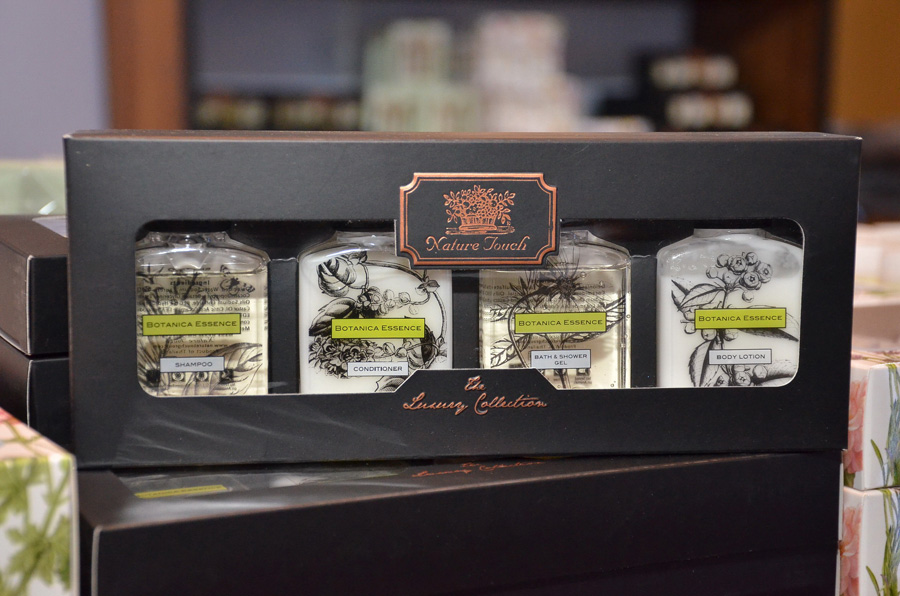 Nature Touch
BOTANICA ESSENCE
SHAMPOO
BOTANICA ESSENCE
CONDITIONER
BOTANICA ESSENCE
BATH & SHOWER
GEL
BOTANICA ESSENCE
BODY LOTION
The
Luxury Collection